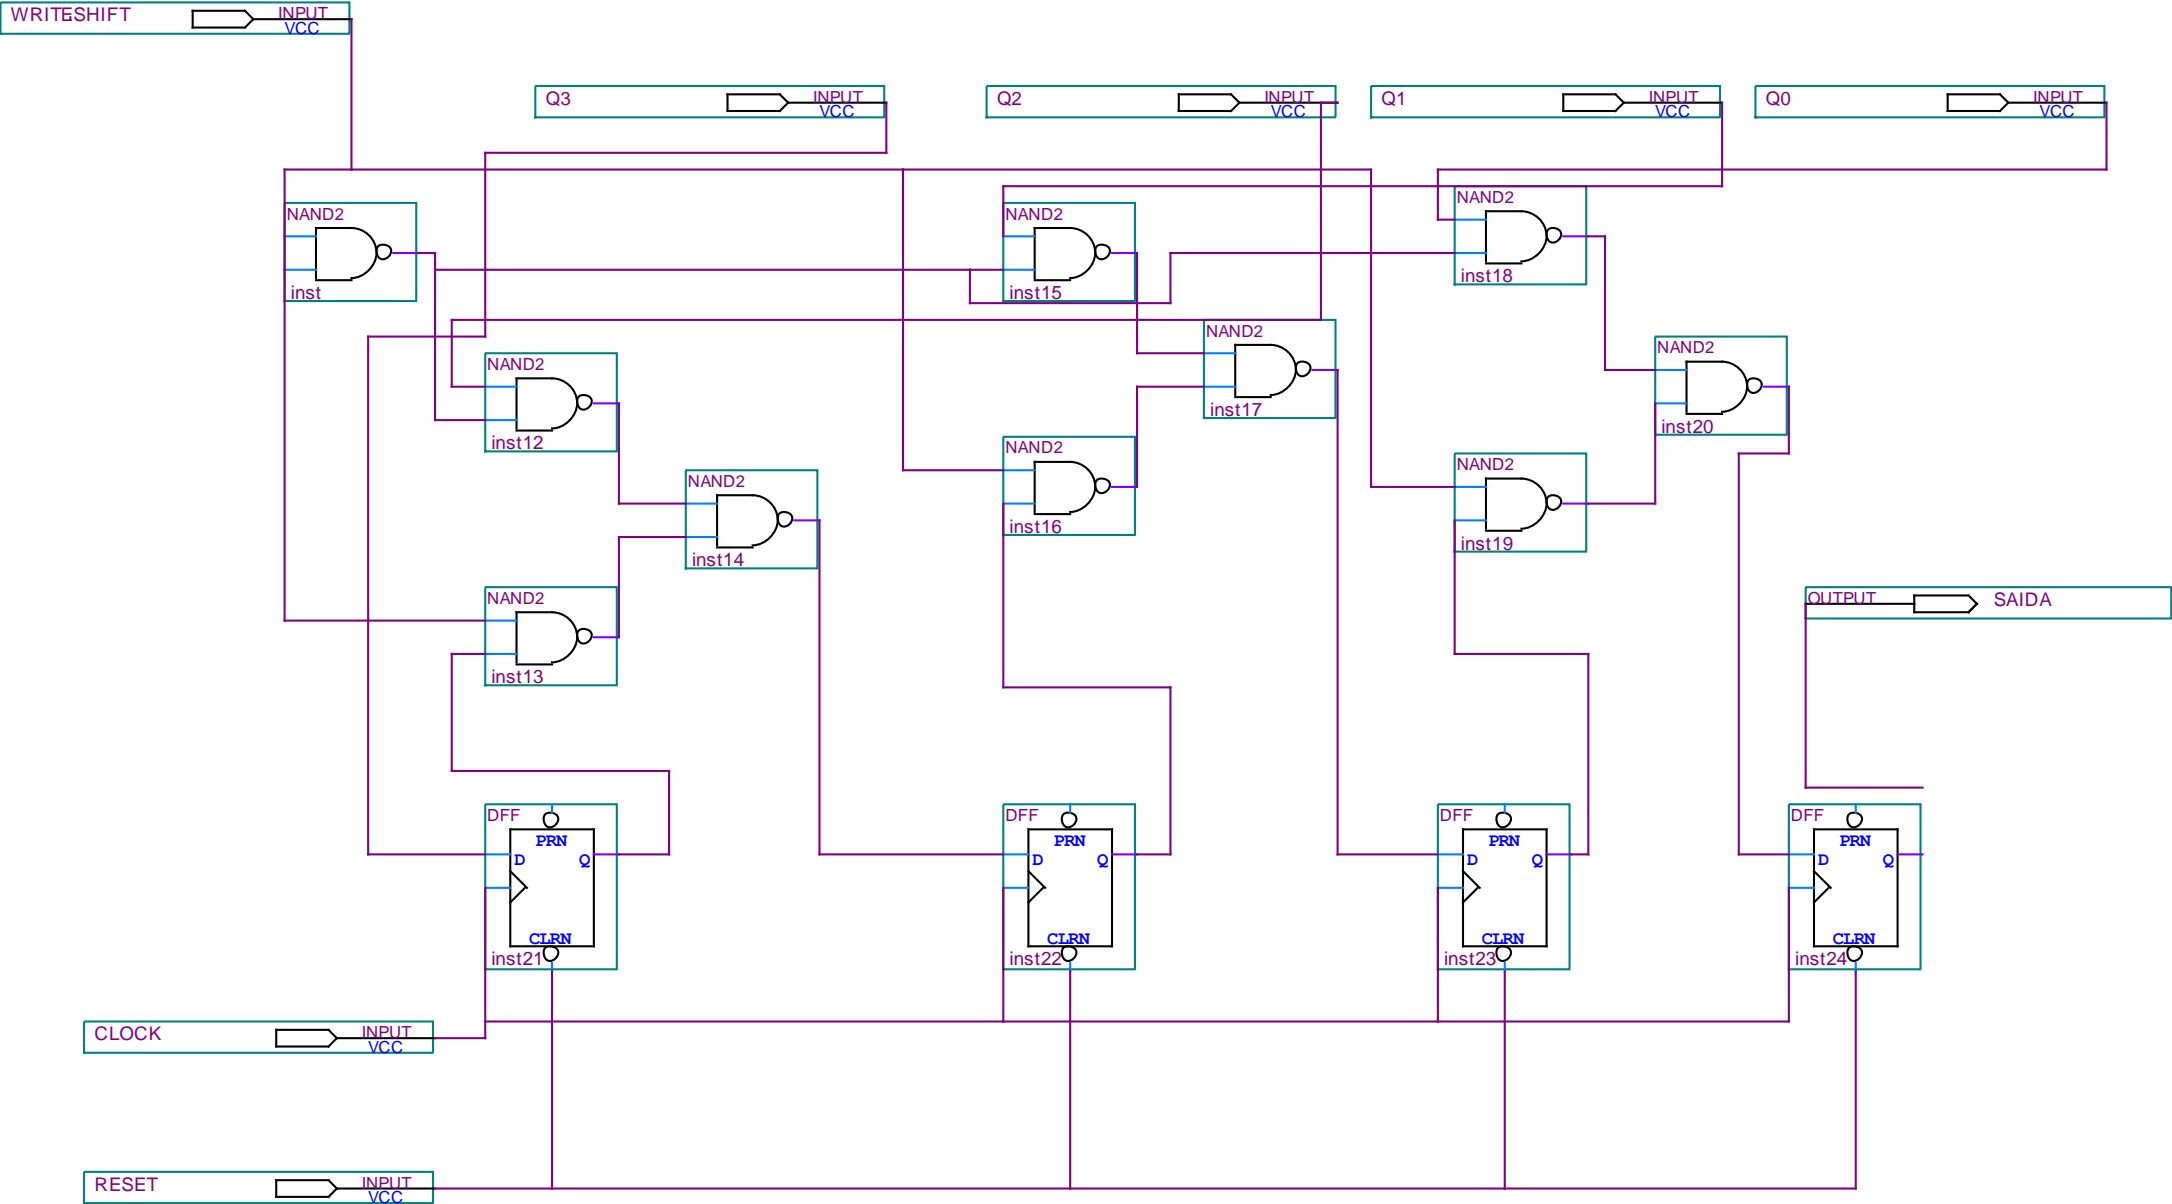 WRITE\SHIFT INPUT
VCC
Q3 INPUT
VCC
Q2 INPUT
VCC
Q1 INPUT
VCC
Q0 INPUT
VCC
NAND2
inst
NAND2
inst15
NAND2
inst18
NAND2
inst12
NAND2
inst17
NAND2
inst20
NAND2
inst14
NAND2
inst16
NAND2
inst19
NAND2
inst13
OUTPUT SAIDA
DFF
PRN
D Q
CLRN
inst21
DFF
PRN
D Q
CLRN
inst22
DFF
PRN
D Q
CLRN
inst23
DFF
PRN
D Q
CLRN
inst24
CLOCK INPUT
VCC
RESET INPUT
VCC